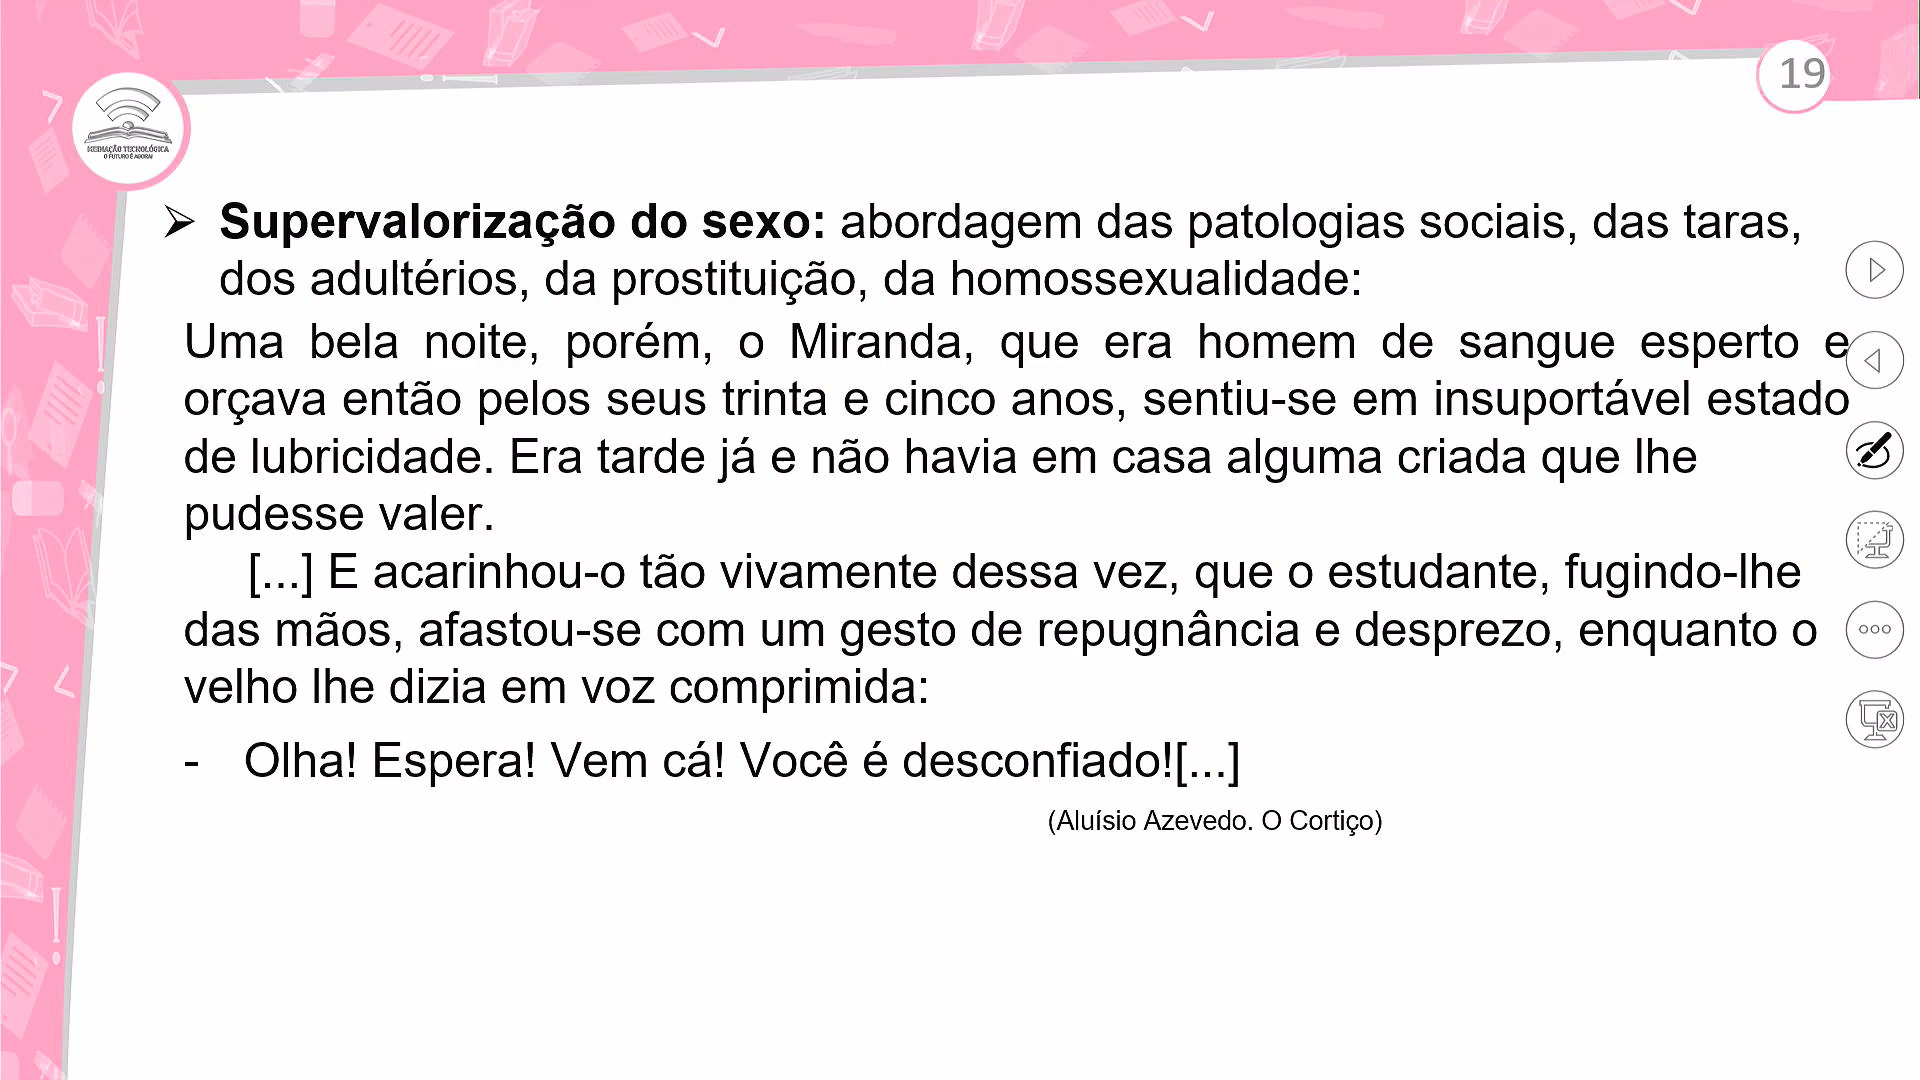 19
MEDIAÇÃO TECNOLÓGICA
O FUTURO É AGORA!
➢ Supervalorização do sexo: abordagem das patologias sociais, das taras,
dos adultérios, da prostituição, da homossexualidade:
Uma bela noite, porém, o Miranda, que era homem de sangue esperto e
orçava então pelos seus trinta e cinco anos, sentiu-se em insuportável estado
de lubricidade. Era tarde já e não havia em casa alguma criada que lhe
pudesse valer.
[...] E acarinhou-o tão vivamente dessa vez, que o estudante, fugindo-lhe
das mãos, afastou-se com um gesto de repugnância e desprezo, enquanto o
velho lhe dizia em voz comprimida:
- Olha! Espera! Vem cá! Você é desconfiado![...]
(Aluísio Azevedo. O Cortiço)